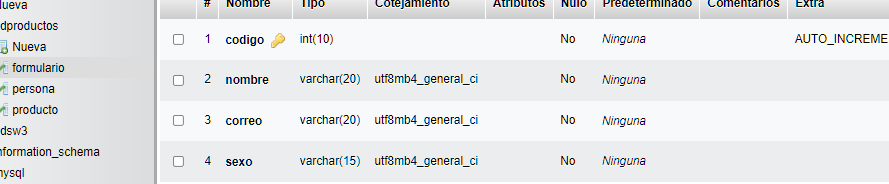 # Nombre Tipo Cotejamiento Atributos Nulo Predeterminado Comentarios Extra
1 codigo int(10) No Ninguna AUTO_INCREME
2 nombre varchar(20) utf8mb4_general_ci No Ninguna
3 correo varchar(20) utf8mb4_general_ci No Ninguna
4 sexo varchar(15) utf8mb4_general_ci No Ninguna
Nueva
dproductos
Nueva
formulario
persona
producto
dsw3
nformation_schema
nysql